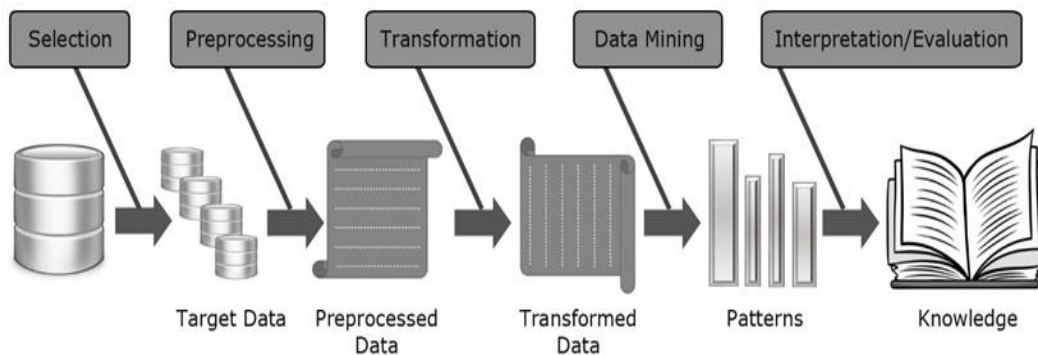 Selection
Preprocessing
Transformation
Data Mining
Interpretation/Evaluation
Target Data
Preprocessed
Data
Transformed
Data
Patterns
Knowledge